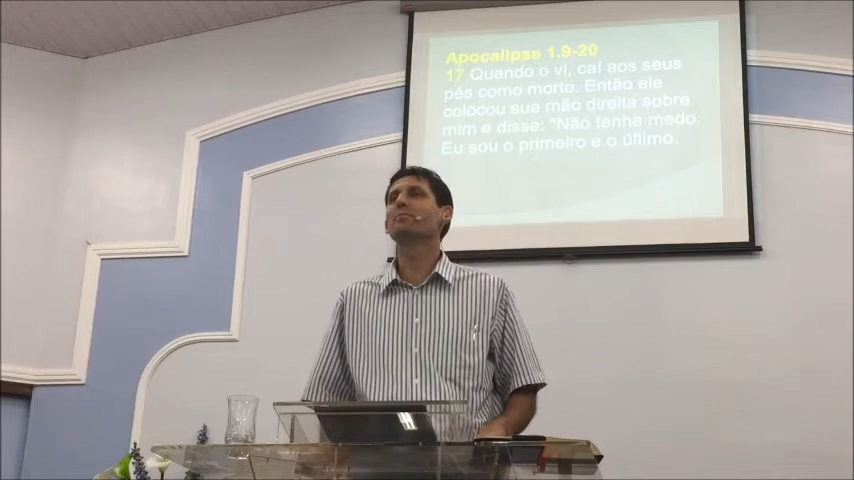 Apocalipse 1.9-20
17 Quando o vi, caí aos seus
pés como morto. Então ele
colocou sua mão direita sobre
mim e disse: "Não tenha medo.
Eu sou o primeiro e o último.